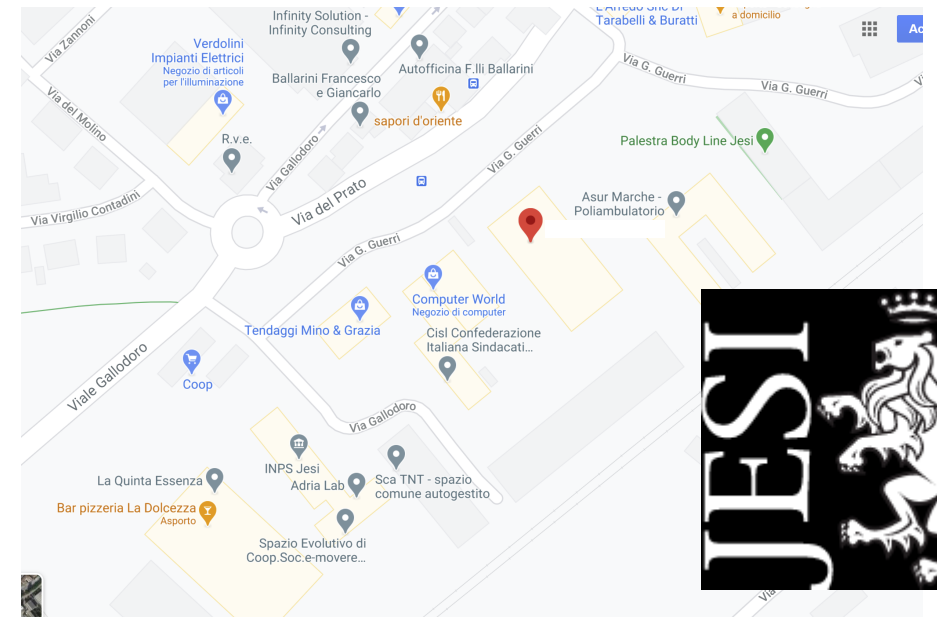 Infinity Solution -
Infinity Consulting
L'Arredo Snc Di
Tarabelli & Buratti
a domicilio
Via Zannoni
Verdolini
Impianti Elettrici
Negozio di articoli
per l'illuminazione
Autofficina F.lli Ballarini
Ballarini Francesco
e Giancarlo
Via G. Guerri
Via G. Guerri
Via del Molino
sapori d'oriente
R.v.e.
Via Gallodoro
Via G. Guerri
Palestra Body Line Jesi
Via Virgilio Contadini
Via del Prato
Asur Marche -
Poliambulatorio
Via G. Guerri
Computer World
Negozio di computer
Tendaggi Mino & Grazia
Cisl Confederazione
Italiana Sindacati...
Viale Gallodoro
Coop
Via Gallodoro
JESI
INPS Jesi
La Quinta Essenza
Adria Lab
Sca TNT - spazio
comune autogestito
Bar pizzeria La Dolcezza
Asporto
Spazio Evolutivo di
Coop.Soc.e-movere...
Via